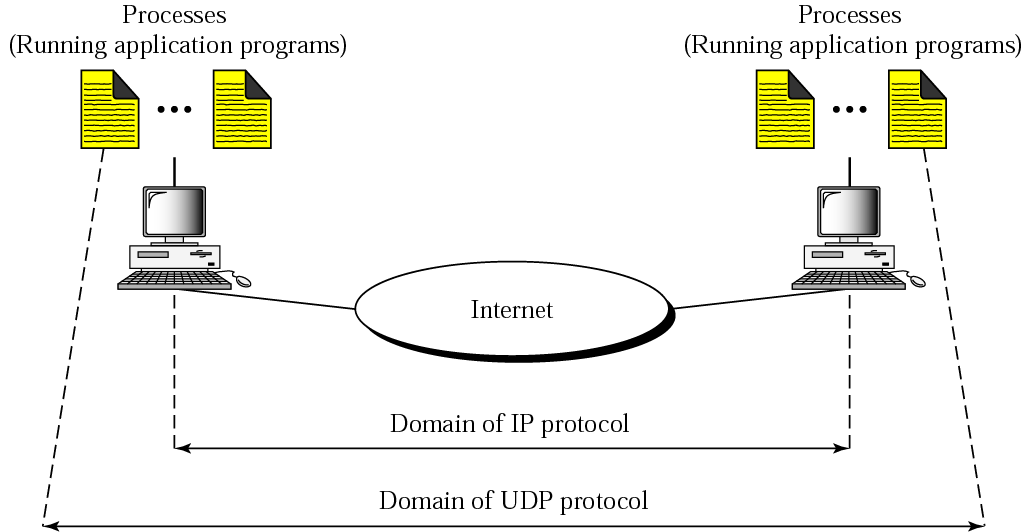 Processes
(Running application programs)
Processes
(Running application programs)
Internet
Domain of IP protocol
Domain of UDP protocol